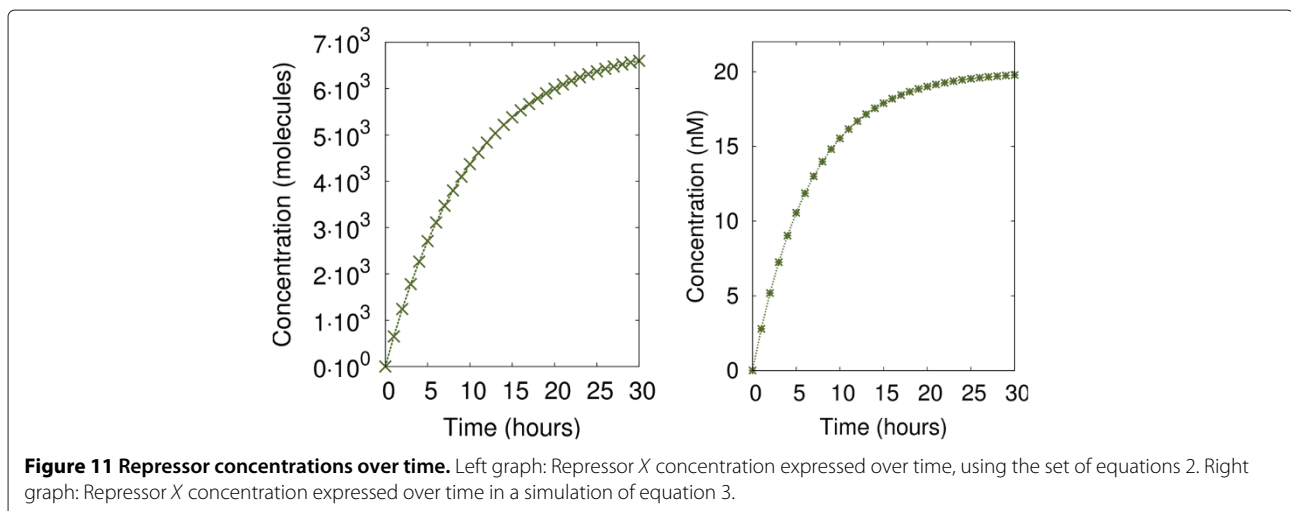 7·10³
6·10³
5·10³
4·10³
3·10³
2·10³
1·10³
0·10⁰
Concentration (molecules)
0 5 10 15 20 25 30
Time (hours)
20
15
10
5
0
Concentration (nM)
0 5 10 15 20 25 30
Time (hours)
Figure 11 Repressor concentrations over time. Left graph: Repressor X concentration expressed over time, using the set of equations 2. Right
graph: Repressor X concentration expressed over time in a simulation of equation 3.